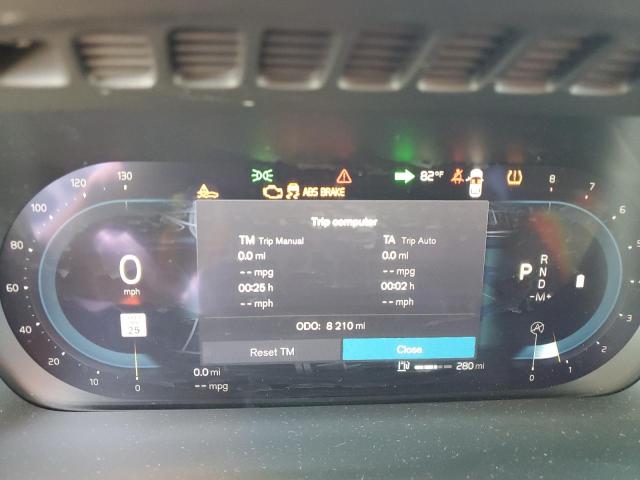 130
8
7
120
82°F
ABS BRAKE
100
6
Trip computer
80
TM Trip Manual TA Trip Auto
0.0 mi 0.0 mi
-- mpg -- mpg
00:25 h 00:02 h
-- mph -- mph
0
mph
P
R
N
D
-M+
60
5
25
ODO: 8 210 mi
40
4
Reset TM Close
20
3
10
0
0.0 mi
-- mpg
280 mi
0
1
2